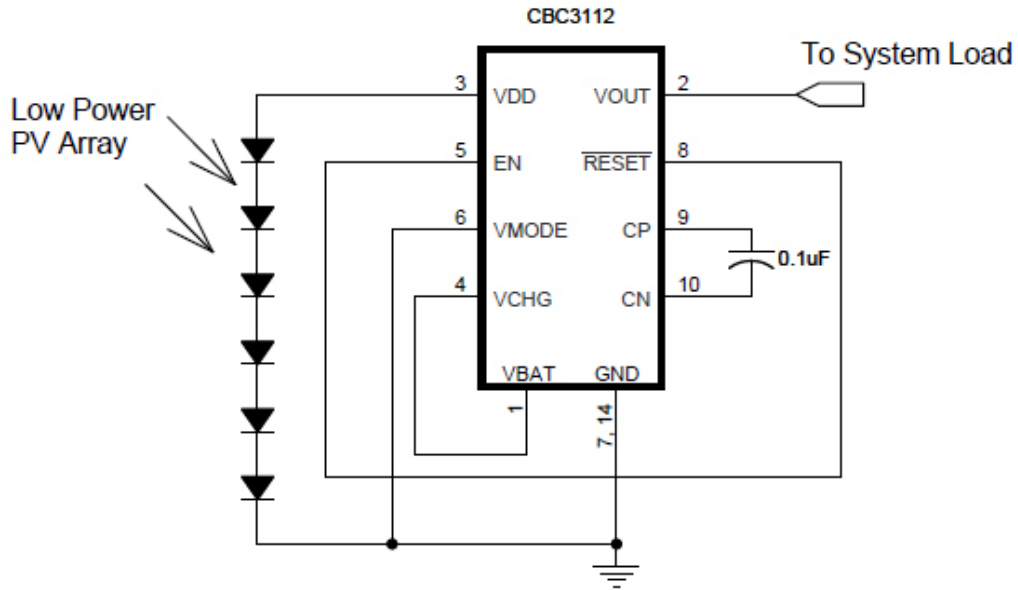 CBC3112
To System Load
Low Power
PV Array
3 VDD VOUT 2
5 EN RESET 8
6 VMODE CP 9
0.1uF
4 VCHG CN 10
VBAT GND
1 7, 14